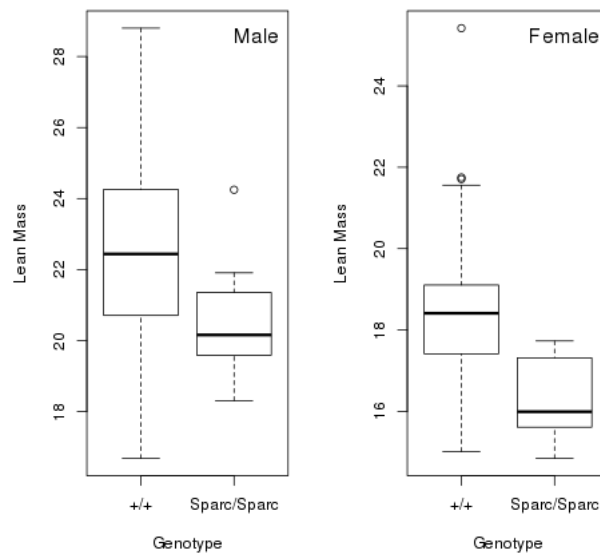 Male
Lean Mass
28
26
24
22
20
18
+/+
Sparc/Sparc
Genotype
Female
Lean Mass
24
22
20
18
16
+/+
Sparc/Sparc
Genotype